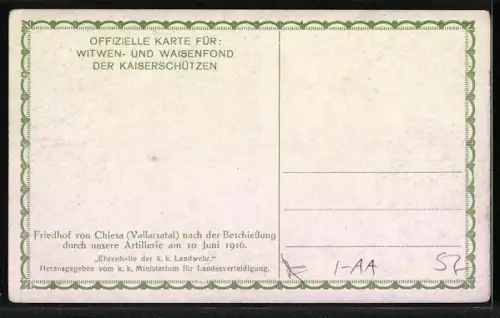 OFFIZIELLE KARTE FÜR:
WITWEN- UND WAISENFOND
DER KAISERSCHÜTZEN
Friedhof von Chiesa (Vallarsatal) nach der Beschießung
durch unsere Artillerie am 10 Juni 1916.
„Ehrenhalle der k. k. Landwehr."
Herausgegeben vom k. k. Ministerium für Landesverteidigung.
1-AA